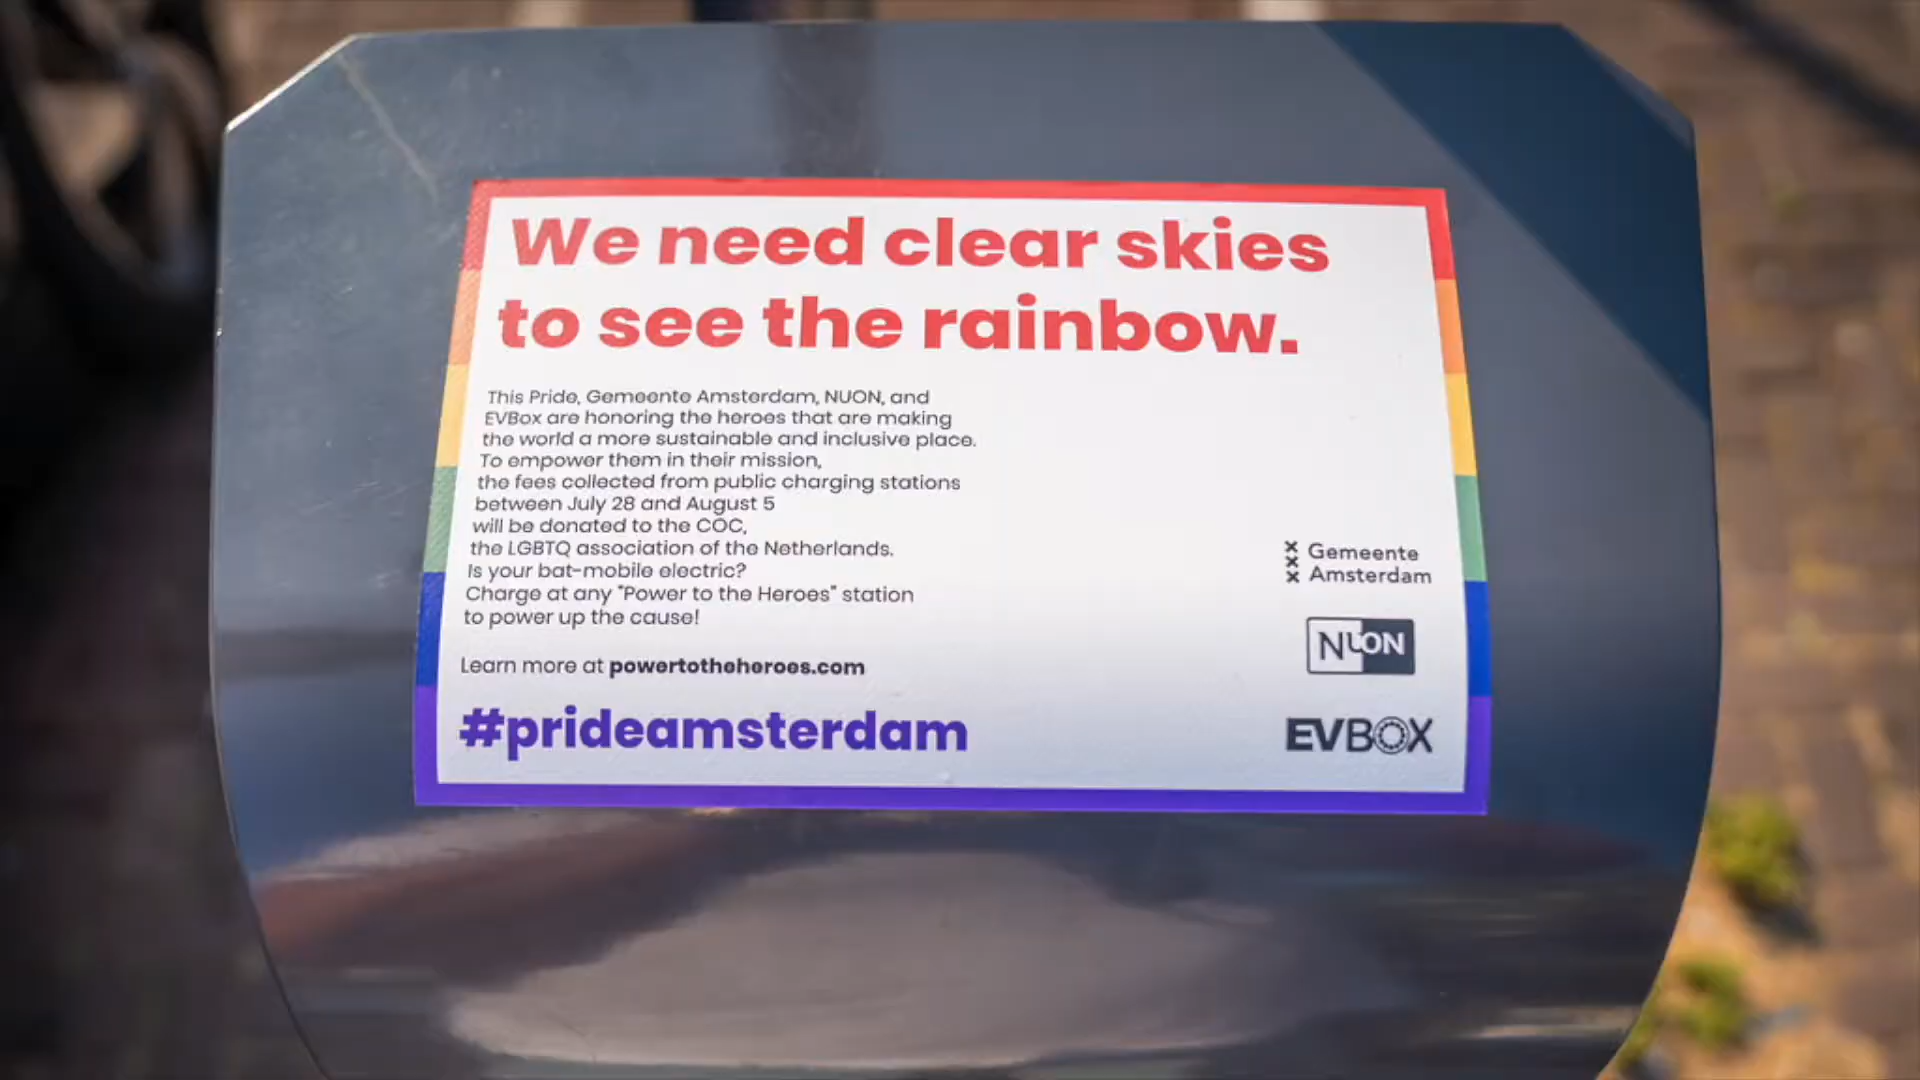 We need clear skies
to see the rainbow.
This Pride, Gemeente Amsterdam, NUON, and
EVBox are honoring the heroes that are making
the world a more sustainable and inclusive place.
To empower them in their mission,
the fees collected from public charging stations
between July 28 and August 5
will be donated to the COC,
the LGBTQ association of the Netherlands.
Is your bat-mobile electric?
Charge at any "Power to the Heroes" station
to power up the cause!
Learn more at powertotheheroes.com
#prideamsterdam
Gemeente
Amsterdam
NUON
EVBOX